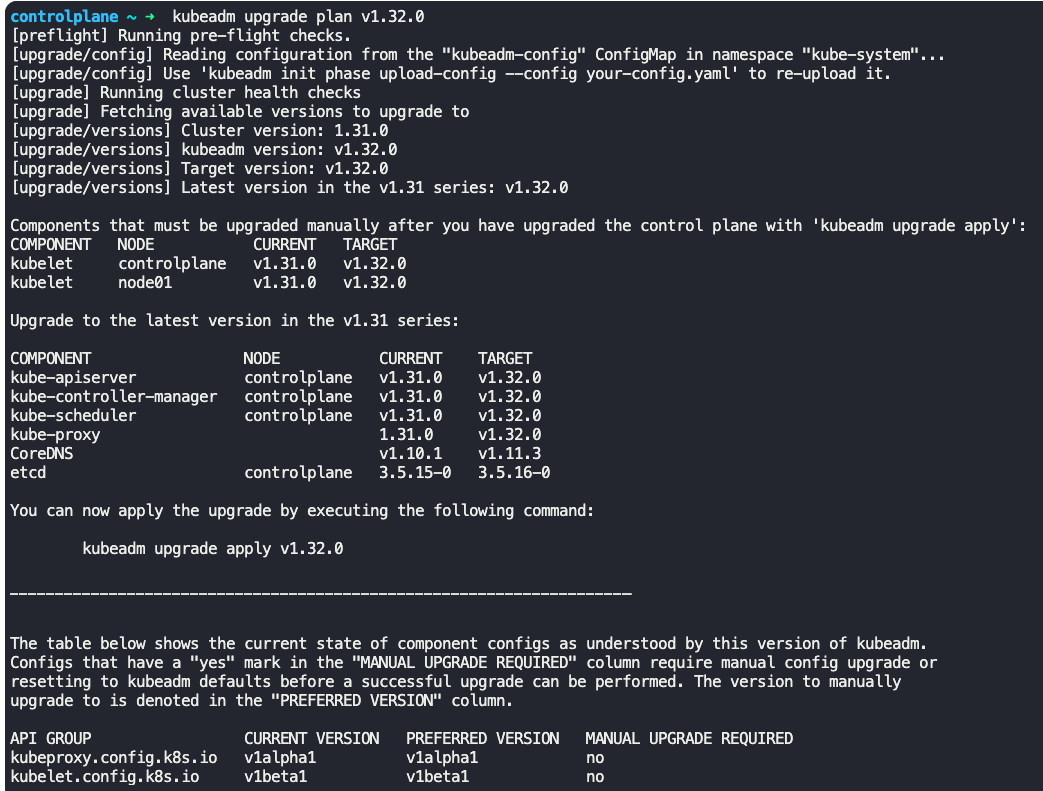 controlplane ~ ➜  kubeadm upgrade plan v1.32.0
[preflight] Running pre-flight checks.
[upgrade/config] Reading configuration from the "kubeadm-config" ConfigMap in namespace "kube-system"...
[upgrade/config] Use 'kubeadm init phase upload-config --config your-config.yaml' to re-upload it.
[upgrade] Running cluster health checks
[upgrade] Fetching available versions to upgrade to
[upgrade/versions] Cluster version: 1.31.0
[upgrade/versions] kubeadm version: v1.32.0
[upgrade/versions] Target version: v1.32.0
[upgrade/versions] Latest version in the v1.31 series: v1.32.0

Components that must be upgraded manually after you have upgraded the control plane with 'kubeadm upgrade apply':
COMPONENT   NODE           CURRENT   TARGET
kubelet     controlplane   v1.31.0   v1.32.0
kubelet     node01         v1.31.0   v1.32.0

Upgrade to the latest version in the v1.31 series:

COMPONENT                 NODE           CURRENT    TARGET
kube-apiserver            controlplane   v1.31.0    v1.32.0
kube-controller-manager   controlplane   v1.31.0    v1.32.0
kube-scheduler            controlplane   v1.31.0    v1.32.0
kube-proxy                               1.31.0     v1.32.0
CoreDNS                                  v1.10.1    v1.11.3
etcd                      controlplane   3.5.15-0   3.5.16-0

You can now apply the upgrade by executing the following command:

        kubeadm upgrade apply v1.32.0

_____________________________________________________________________


The table below shows the current state of component configs as understood by this version of kubeadm.
Configs that have a "yes" mark in the "MANUAL UPGRADE REQUIRED" column require manual config upgrade or
resetting to kubeadm defaults before a successful upgrade can be performed. The version to manually
upgrade to is denoted in the "PREFERRED VERSION" column.

API GROUP                 CURRENT VERSION   PREFERRED VERSION   MANUAL UPGRADE REQUIRED
kubeproxy.config.k8s.io   v1alpha1          v1alpha1            no
kubelet.config.k8s.io     v1beta1           v1beta1             no